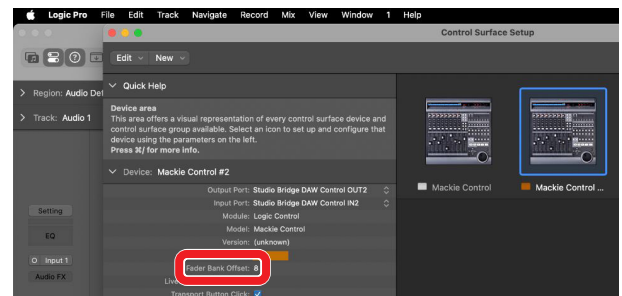 Logic Pro File Edit Track Navigate Record Mix View Window 1 Help
Control Surface Setup
Edit New
Quick Help
Region: Audio Def
Device area
This area offers a visual representation of every control surface device and
control surface group available. Select an icon to set up and configure that
device using the parameters on the left.
Press ⌘/ for more info.
Track: Audio 1
Device: Mackie Control #2
Output Port: Studio Bridge DAW Control OUT2
Input Port: Studio Bridge DAW Control IN2
Module: Logic Control
Model: Mackie Control
Version: (unknown)
Fader Bank Offset: 8
Live
Transport Button Click:
Setting
EQ
Input 1
Audio FX
Mackie Control
Mackie Control ...